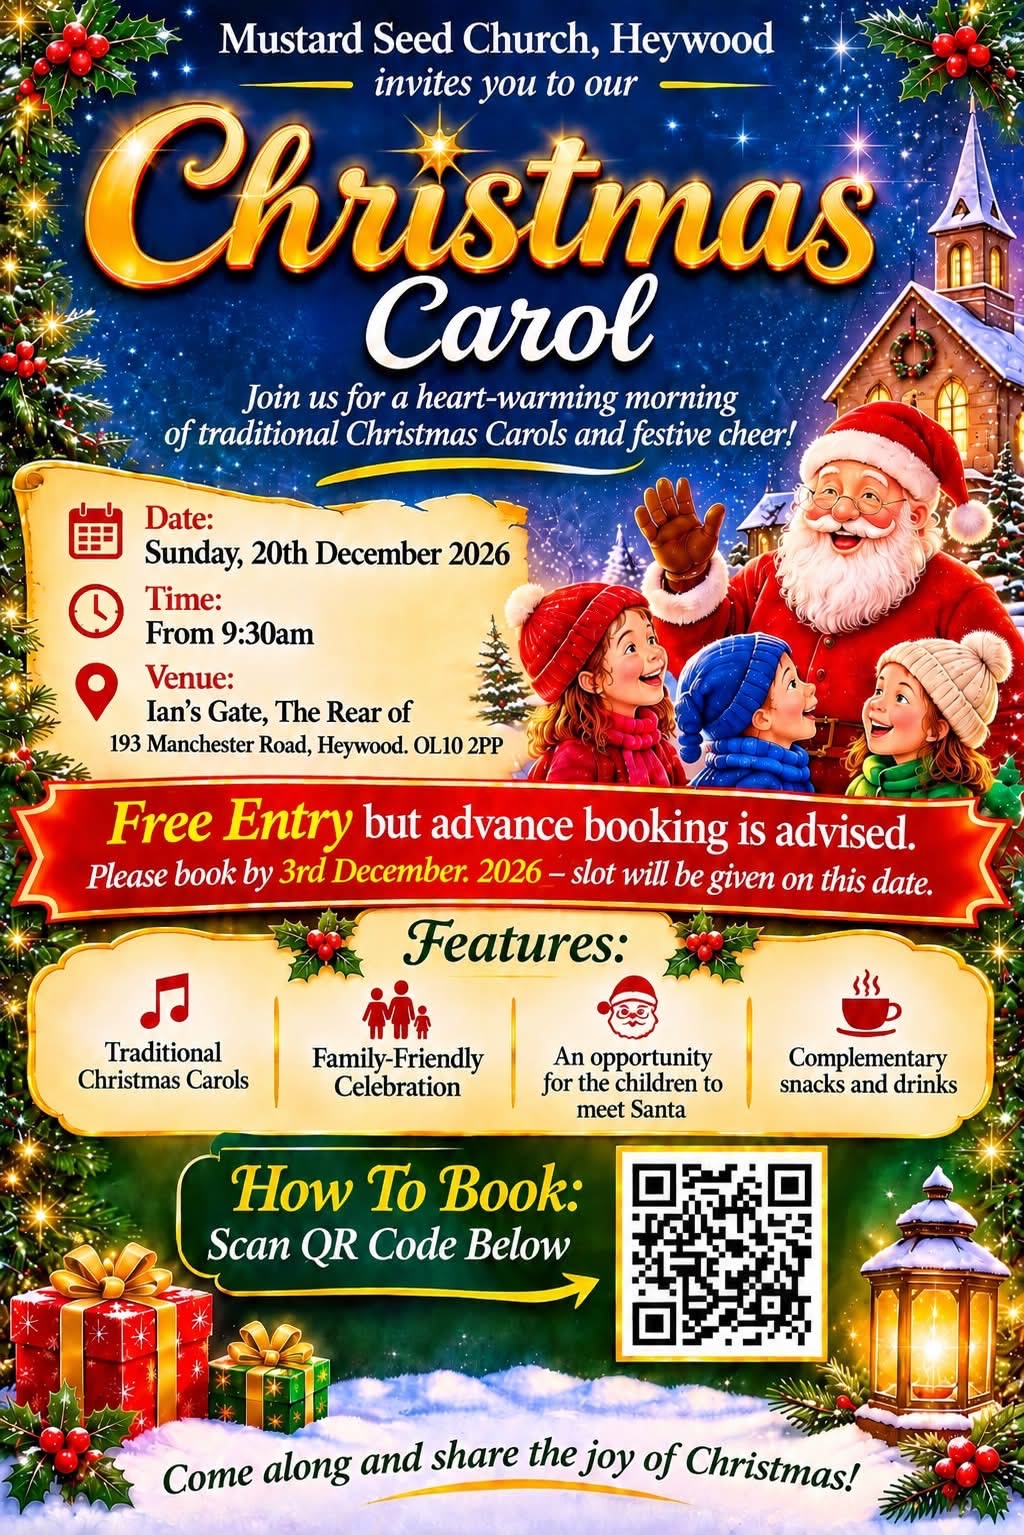 Mustard Seed Church, Heywood
invites you to our
Christmas
Carol
Join us for a heart-warming morning
of traditional Christmas Carols and festive cheer!
Date:
Sunday, 20th December 2026
Time:
From 9:30am
Venue:
Ian's Gate, The Rear of
193 Manchester Road, Heywood. OL10 2PP
Free Entry but advance booking is advised.
Please book by 3rd December. 2026 – slot will be given on this date.
Features:
Traditional
Christmas Carols
Family-Friendly
Celebration
An opportunity
for the children to
meet Santa
Complementary
snacks and drinks
How To Book:
Scan QR Code Below
Come along and share the joy of Christmas!